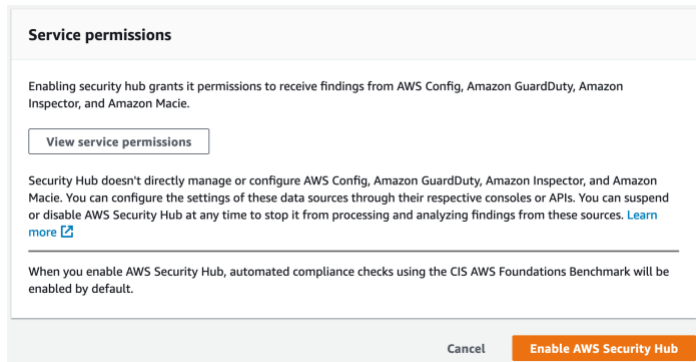 Service permissions
Enabling security hub grants it permissions to receive findings from AWS Config, Amazon GuardDuty, Amazon
Inspector, and Amazon Macie.
View service permissions
Security Hub doesn't directly manage or configure AWS Config, Amazon GuardDuty, Amazon Inspector, and Amazon
Macie. You can configure the settings of these data sources through their respective consoles or APIs. You can suspend
or disable AWS Security Hub at any time to stop it from processing and analyzing findings from these sources. Learn
more
When you enable AWS Security Hub, automated compliance checks using the CIS AWS Foundations Benchmark will be
enabled by default.
Cancel Enable AWS Security Hub